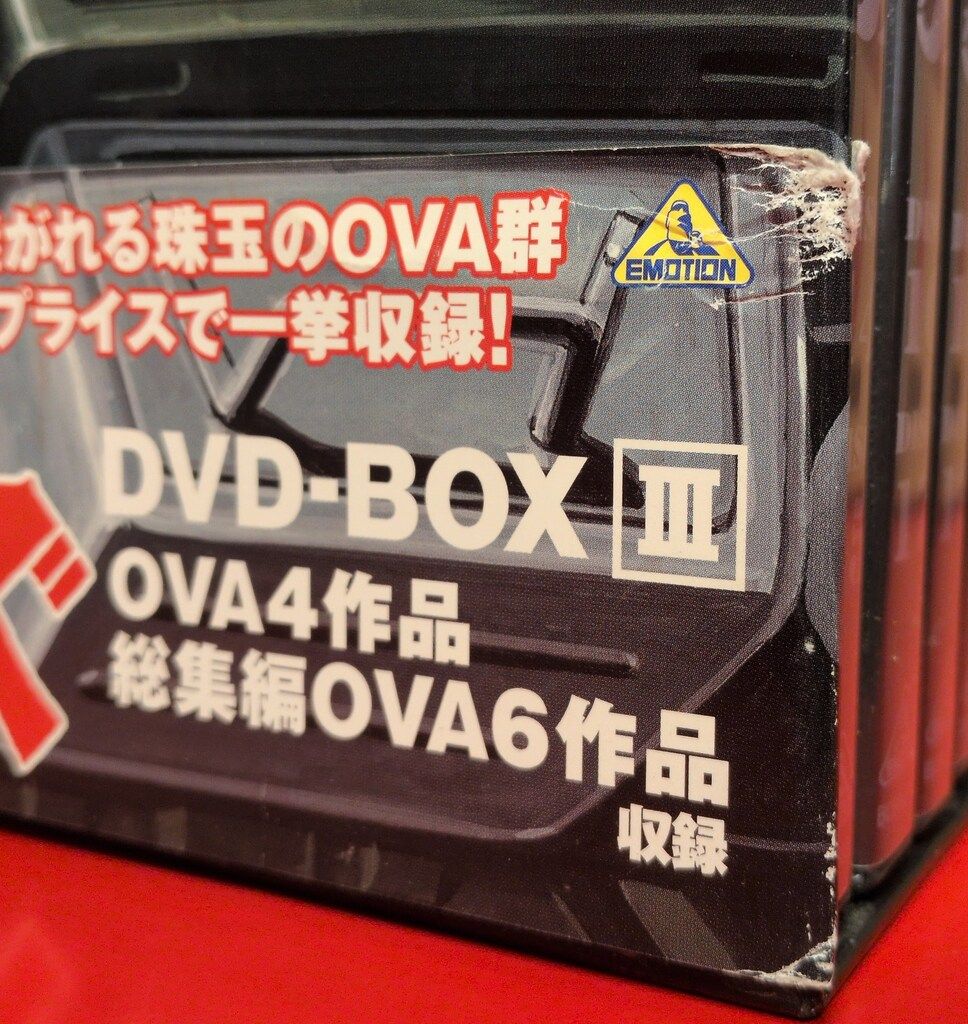 がれる珠玉のOVA群
プライスで一挙収録!
EMOTION
DVD-BOX III
OVA4作品
総集編OVA6作品
収録